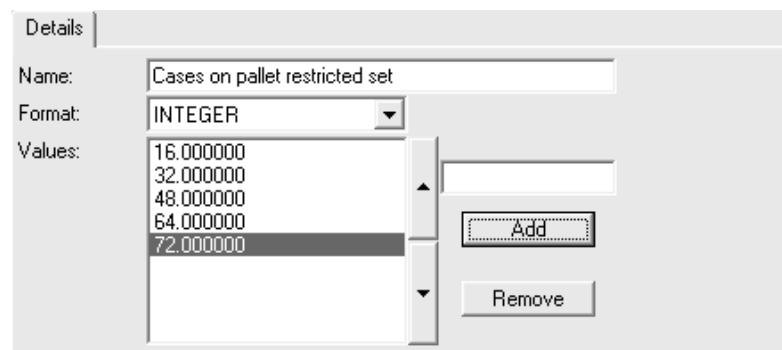 Details
Name: Cases on pallet restricted set
Format: INTEGER
Values:
16.000000
32.000000
48.000000
64.000000
72.000000
Add
Remove